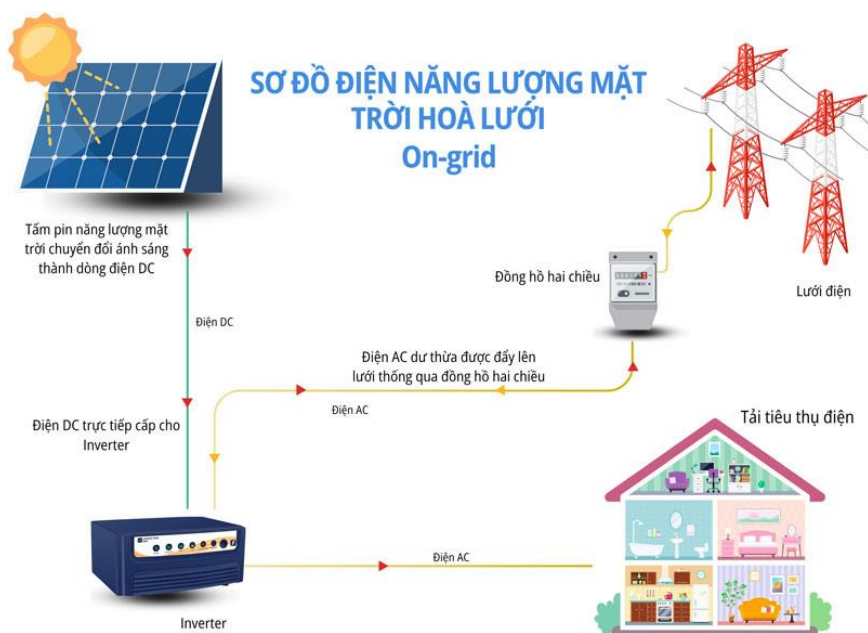 SƠ ĐỒ ĐIỆN NĂNG LƯỢNG MẶT
TRỜI HOÀ LƯỚI
On-grid
Tấm pin năng lượng mặt
trời chuyển đổi ánh sáng
thành dòng điện DC
Đồng hồ hai chiều
Lưới điện
Điện DC
Điện AC dư thừa được đẩy lên
lưới thống qua đồng hồ hai chiều
Điện AC
Điện DC trực tiếp cấp cho
Inverter
Tải tiêu thụ điện
Điện AC
Inverter